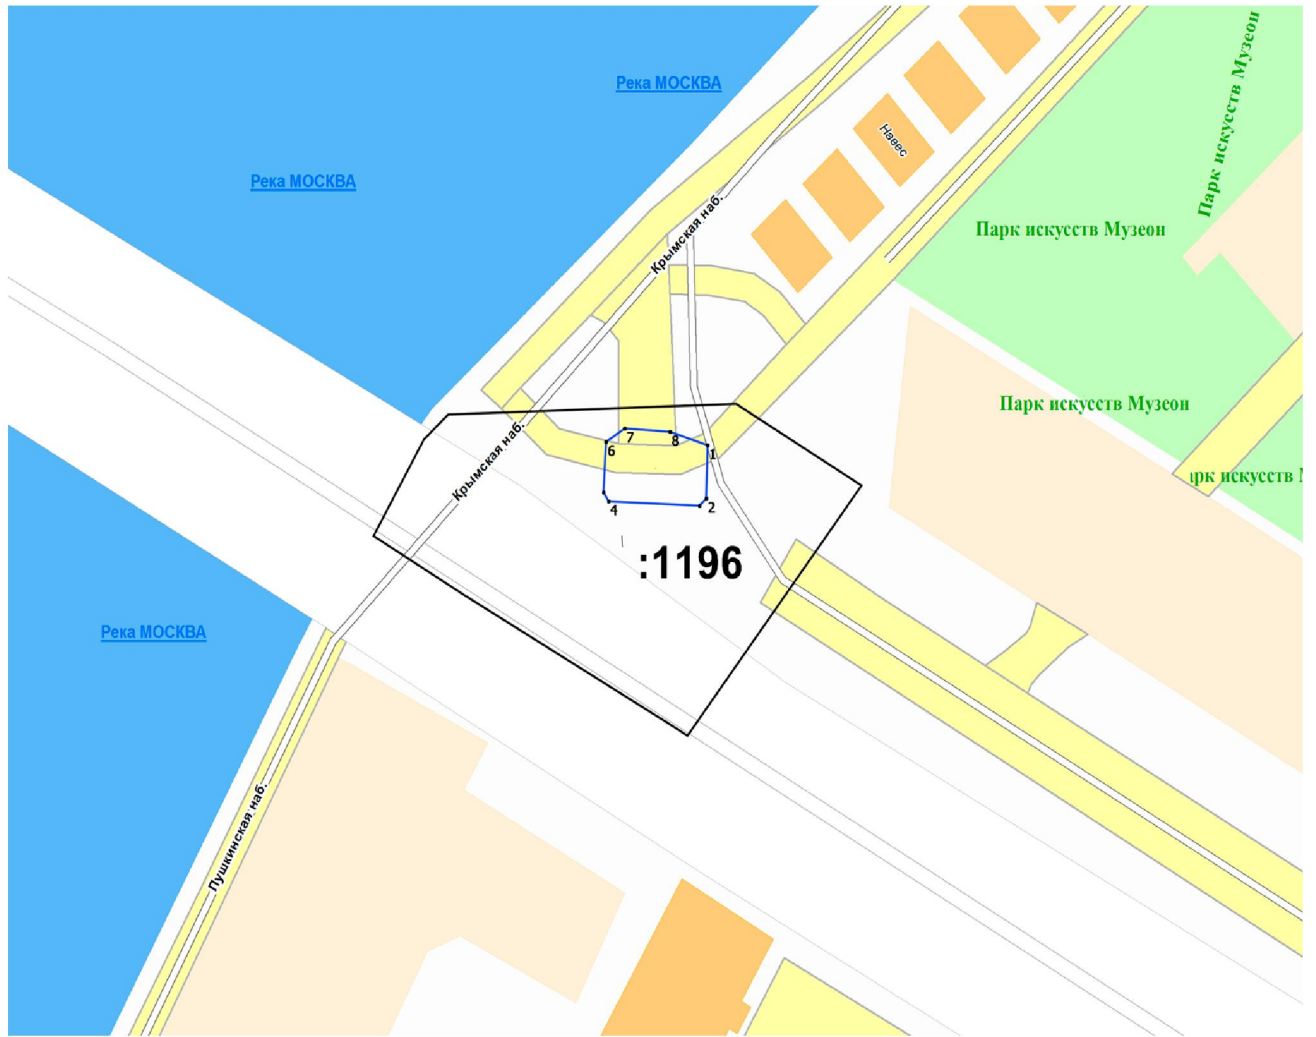 Река МОСКВА
Парк искусств Музеон
Навес
Река МОСКВА
Крымская наб.
Парк искусств Музеон
Парк искусств Музеон
Крымская наб.
7
8
6
1
4
2
:1196
Река МОСКВА
Пушкинская наб.